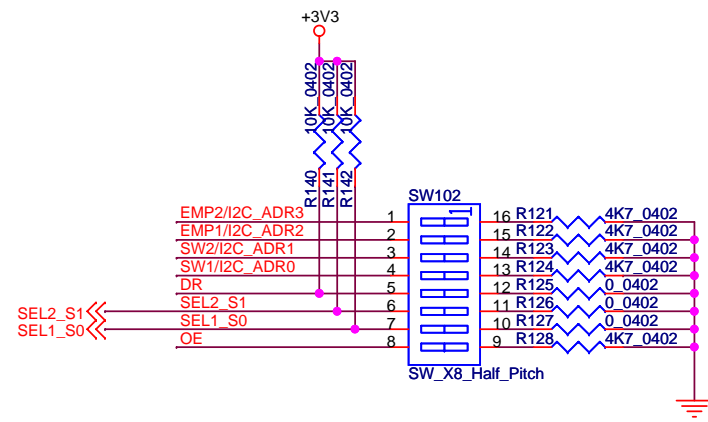 +3V3
10K_0402
10K_0402
10K_0402
R140
R141
R142
SW102
1
EMP2/I2C_ADR3 1 16 R121 4K7_0402
EMP1/I2C_ADR2 2 15 R122 4K7_0402
SW2/I2C_ADR1 3 14 R123 4K7_0402
SW1/I2C_ADR0 4 13 R124 4K7_0402
DR 5 12 R125 0_0402
SEL2_S1 SEL2_S1 6 11 R126 0_0402
SEL1_S0 SEL1_S0 7 10 R127 0_0402
OE 8 9 R128 4K7_0402
SW_X8_Half_Pitch